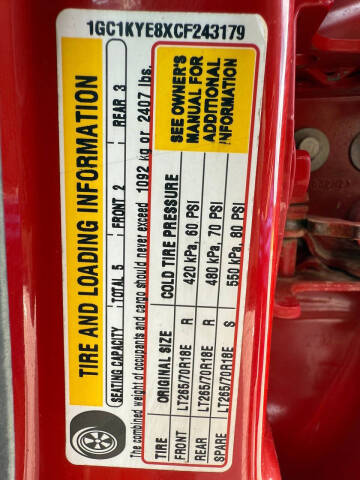 1GC1KYE8XCF243179
TIRE AND LOADING INFORMATION
SEATING CAPACITY TOTAL 5 FRONT 2 REAR 3
The combined weight of occupants and cargo should never exceed 1092 kg or 2407 lbs.
TIRE ORIGINAL SIZE COLD TIRE PRESSURE
FRONT LT265/70R18E R 420 kPa, 60 PSI
REAR LT265/70R18E R 480 kPa, 70 PSI
SPARE LT265/70R18E S 550 kPa, 80 PSI
SEE OWNER'S
MANUAL FOR
ADDITIONAL
INFORMATION